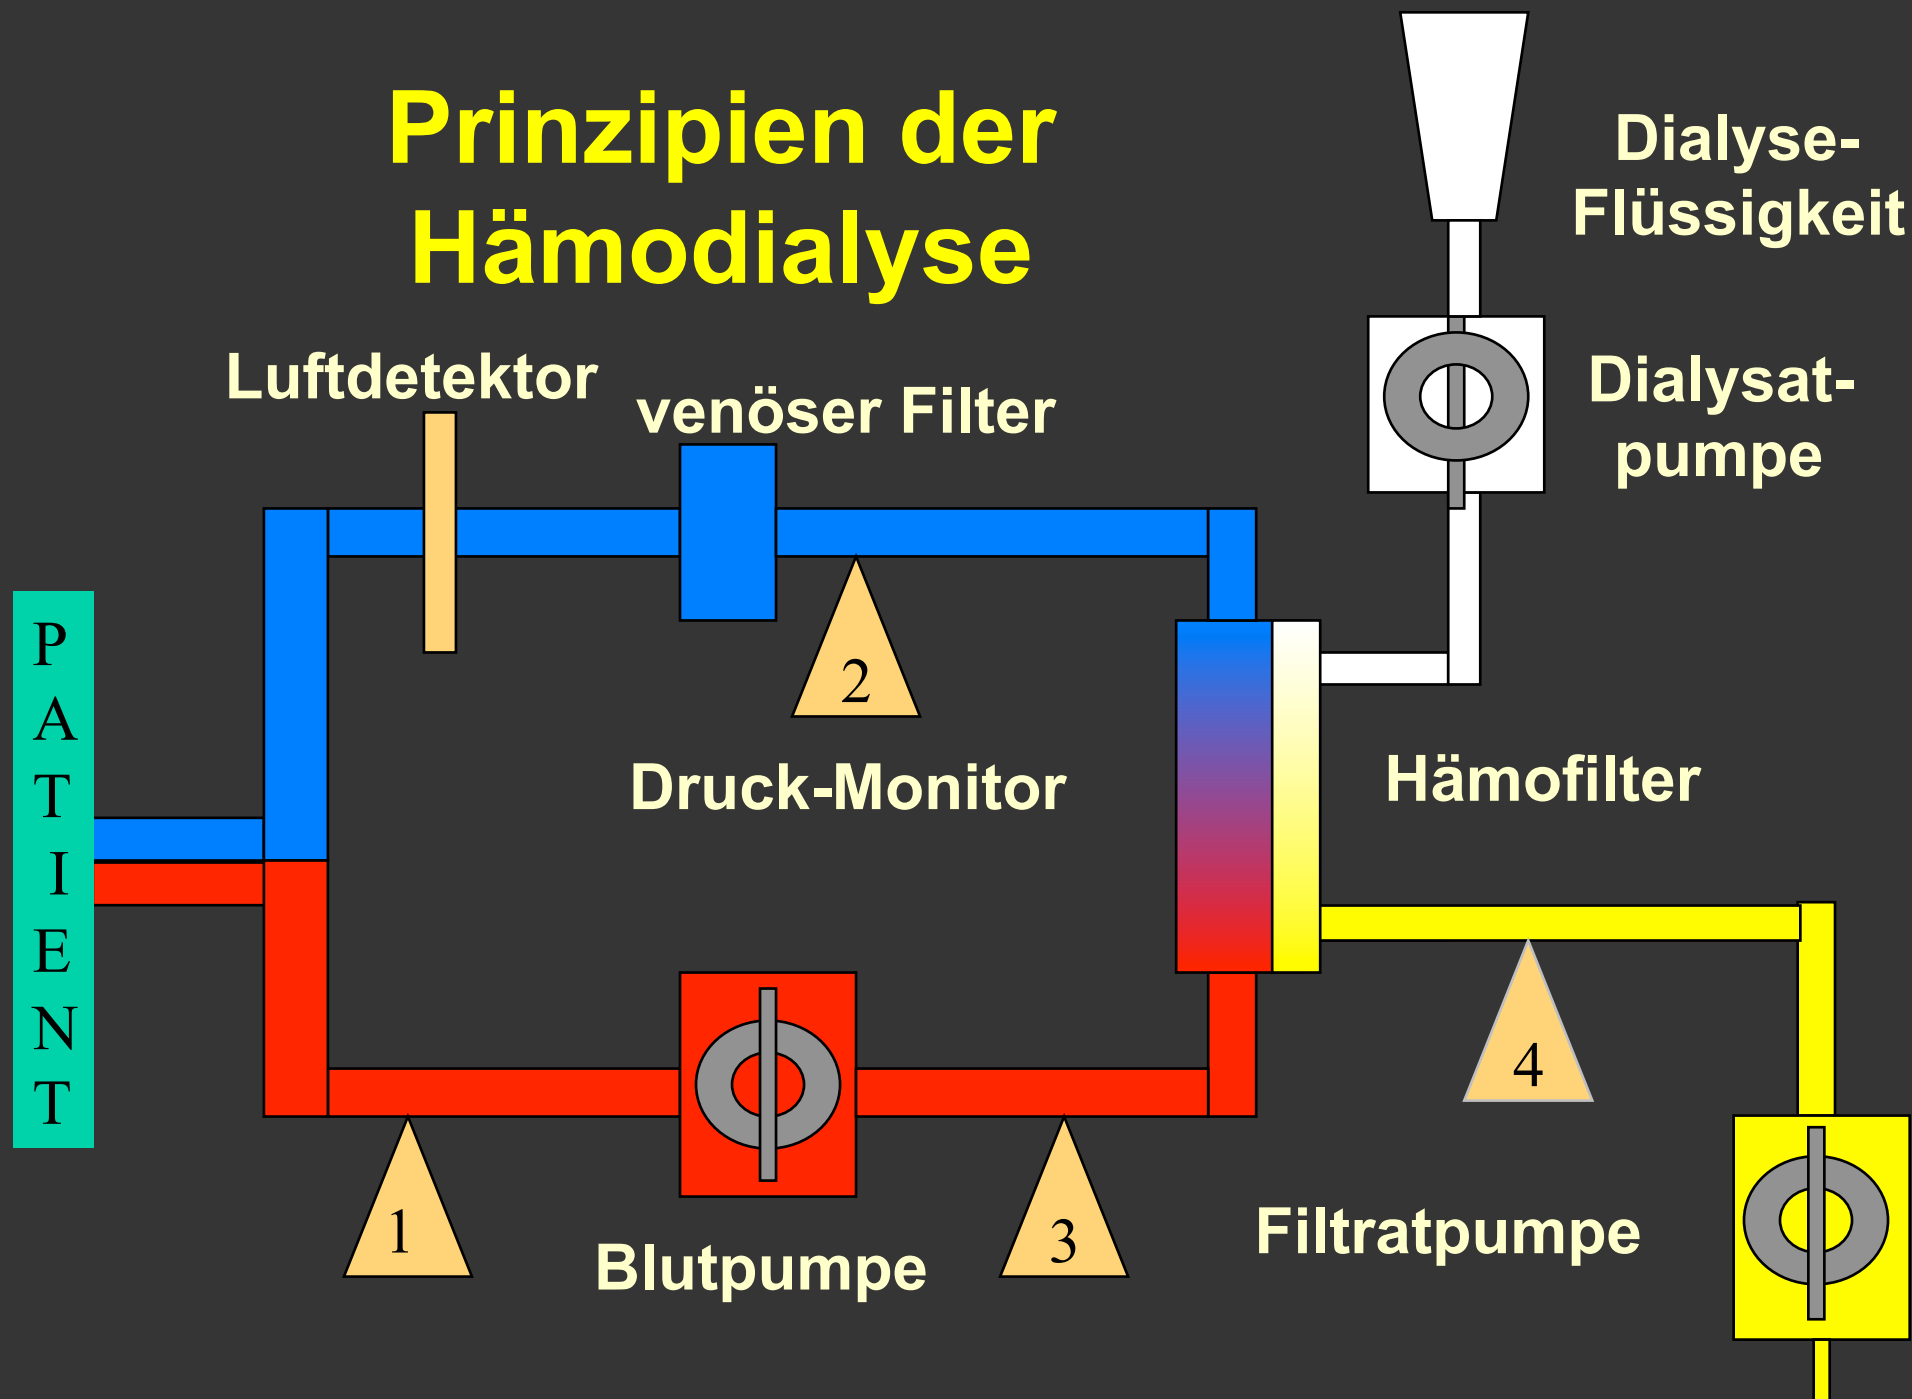 Prinzipien der
Hämodialyse
Dialyse-
Flüssigkeit
Luftdetektor
venöser Filter
Dialysat-
pumpe
PATIENT
2
Druck-Monitor
Hämofilter
4
1
3
Blutpumpe
Filtratpumpe